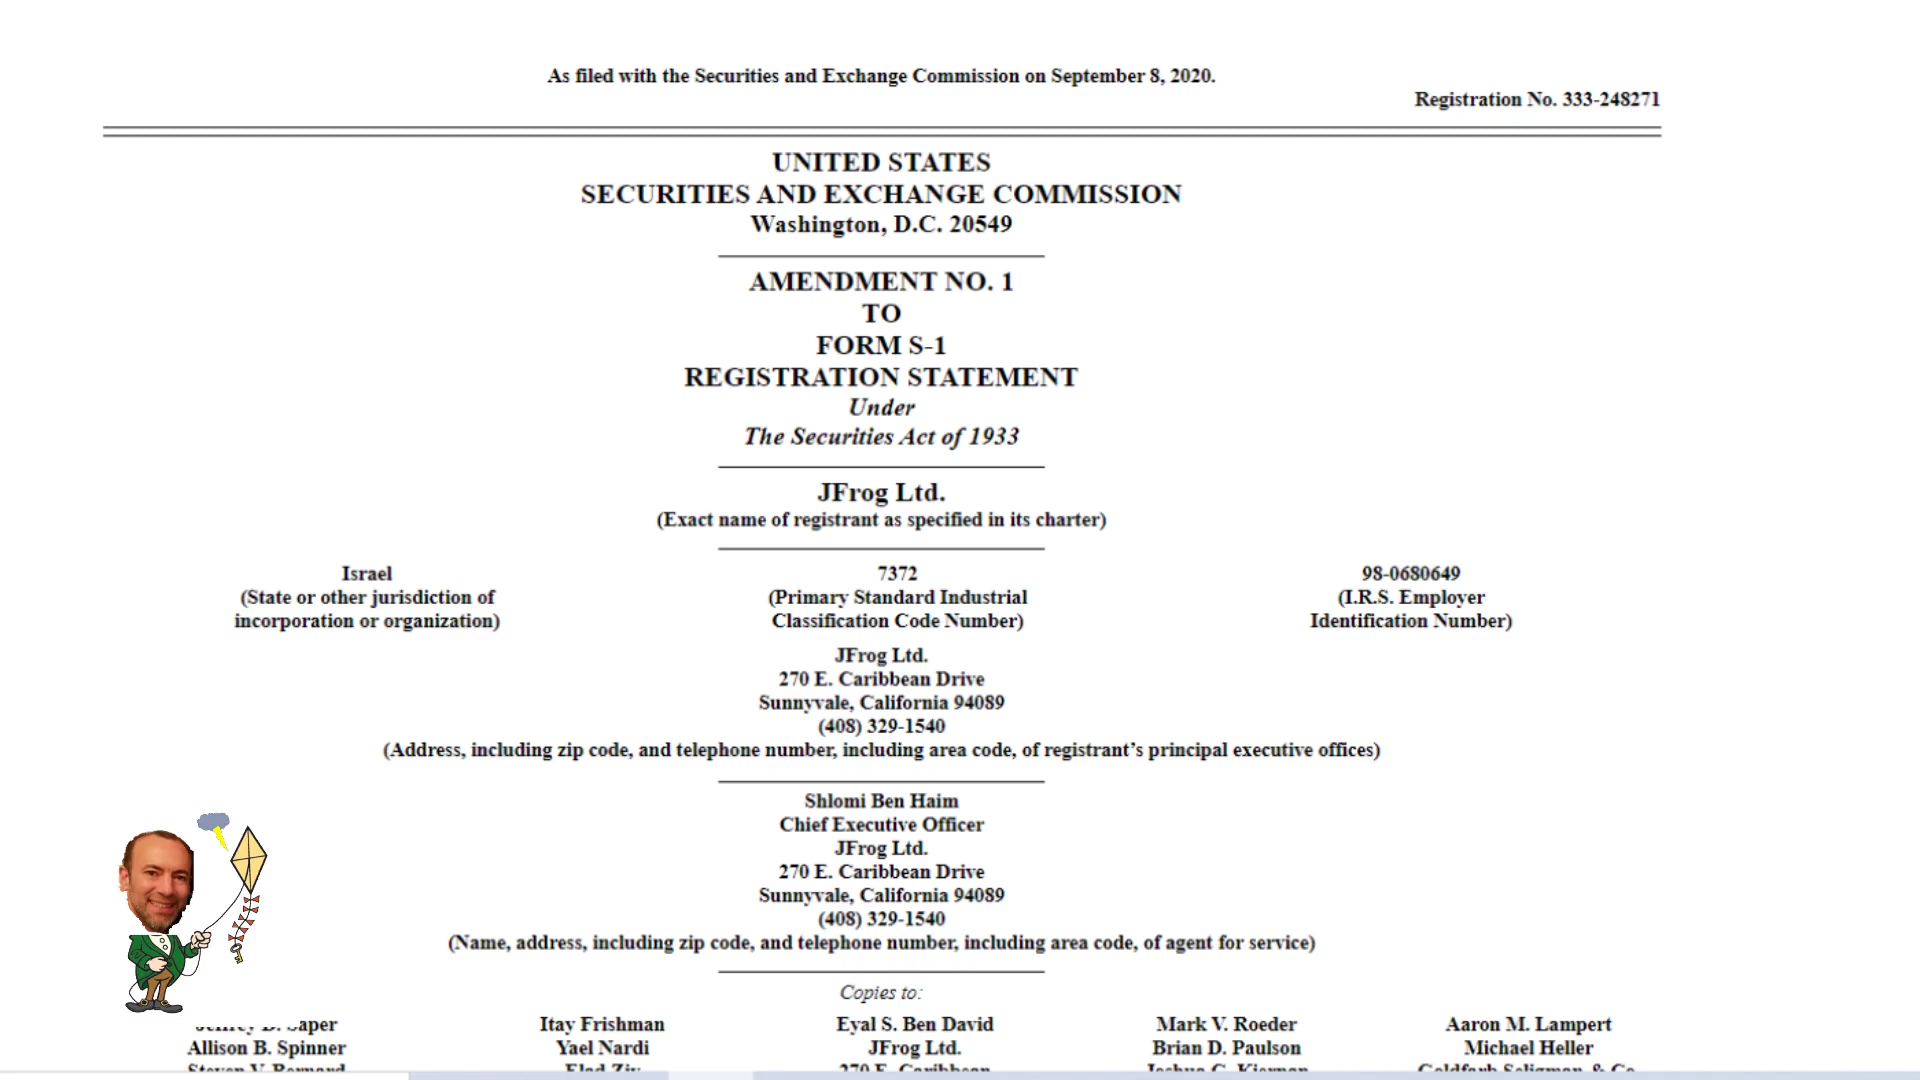 As filed with the Securities and Exchange Commission on September 8, 2020.
Registration No. 333-248271
UNITED STATES
SECURITIES AND EXCHANGE COMMISSION
Washington, D.C. 20549
AMENDMENT NO. 1
TO
FORM S-1
REGISTRATION STATEMENT
Under
The Securities Act of 1933
JFrog Ltd.
(Exact name of registrant as specified in its charter)
Israel
(State or other jurisdiction of
incorporation or organization)
7372
(Primary Standard Industrial
Classification Code Number)
98-0680649
(I.R.S. Employer
Identification Number)
JFrog Ltd.
270 E. Caribbean Drive
Sunnyvale, California 94089
(408) 329-1540
(Address, including zip code, and telephone number, including area code, of registrant’s principal executive offices)
Shlomi Ben Haim
Chief Executive Officer
JFrog Ltd.
270 E. Caribbean Drive
Sunnyvale, California 94089
(408) 329-1540
(Name, address, including zip code, and telephone number, including area code, of agent for service)
Copies to:
Allison B. Spinner
Itay Frishman
Yael Nardi
Eyal S. Ben David
JFrog Ltd.
270 E. Caribbean
Mark V. Roeder
Brian D. Paulson
Aaron M. Lampert
Michael Heller